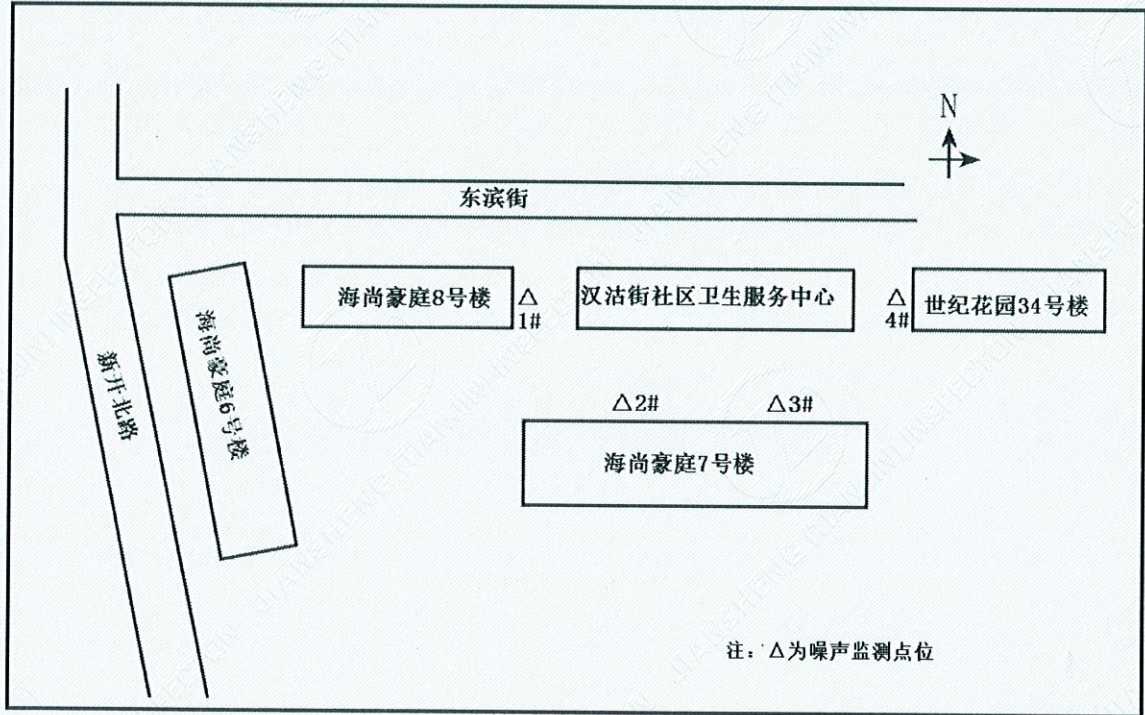 N
东滨街
海尚豪庭8号楼
△
1#
汉沽街社区卫生服务中心
△
4#
世纪花园34号楼
海尚豪庭6号楼
新开北路
△2#
△3#
海尚豪庭7号楼
注：△为噪声监测点位